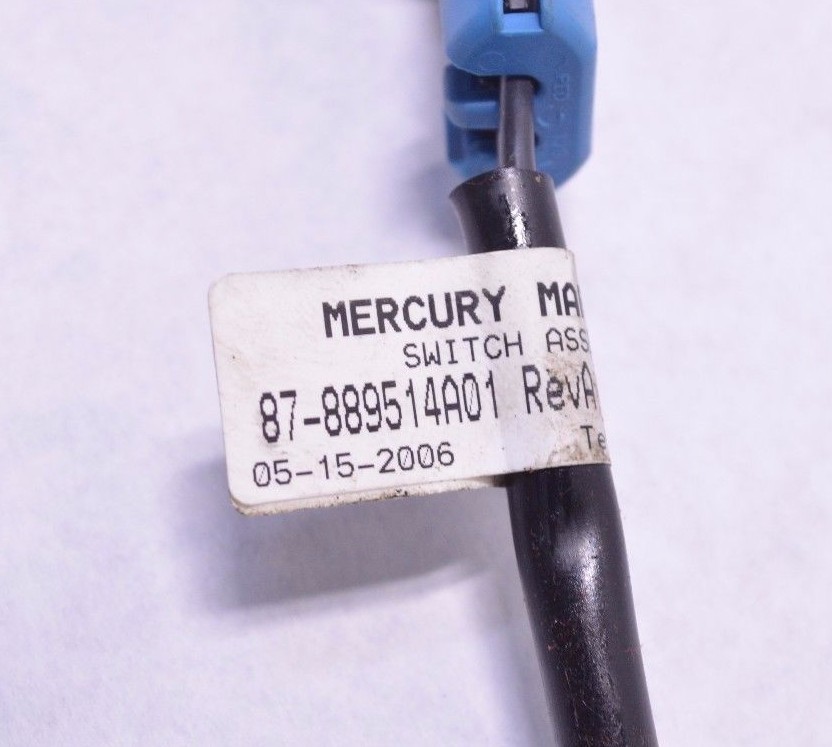 MERCURY MA
SWITCH ASS
87-889514A01 RevA
Te
05-15-2006